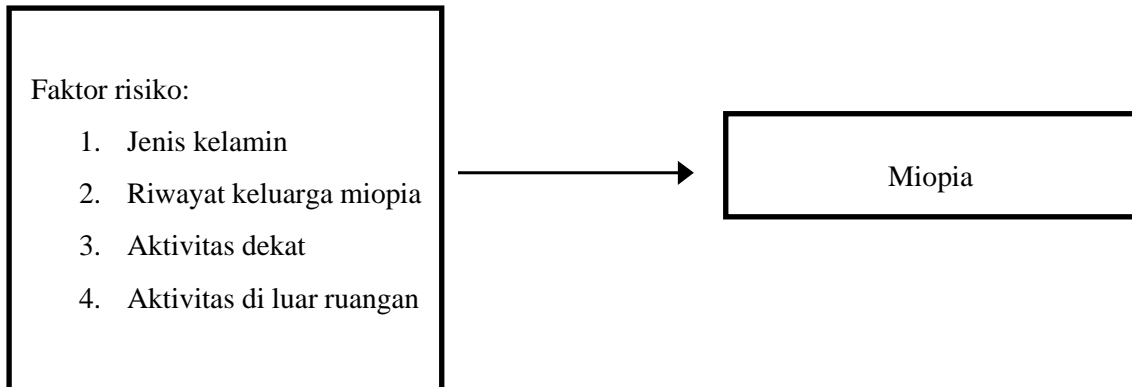 Faktor risiko:
1. Jenis kelamin
2. Riwayat keluarga miopia
3. Aktivitas dekat
4. Aktivitas di luar ruangan
Miopia